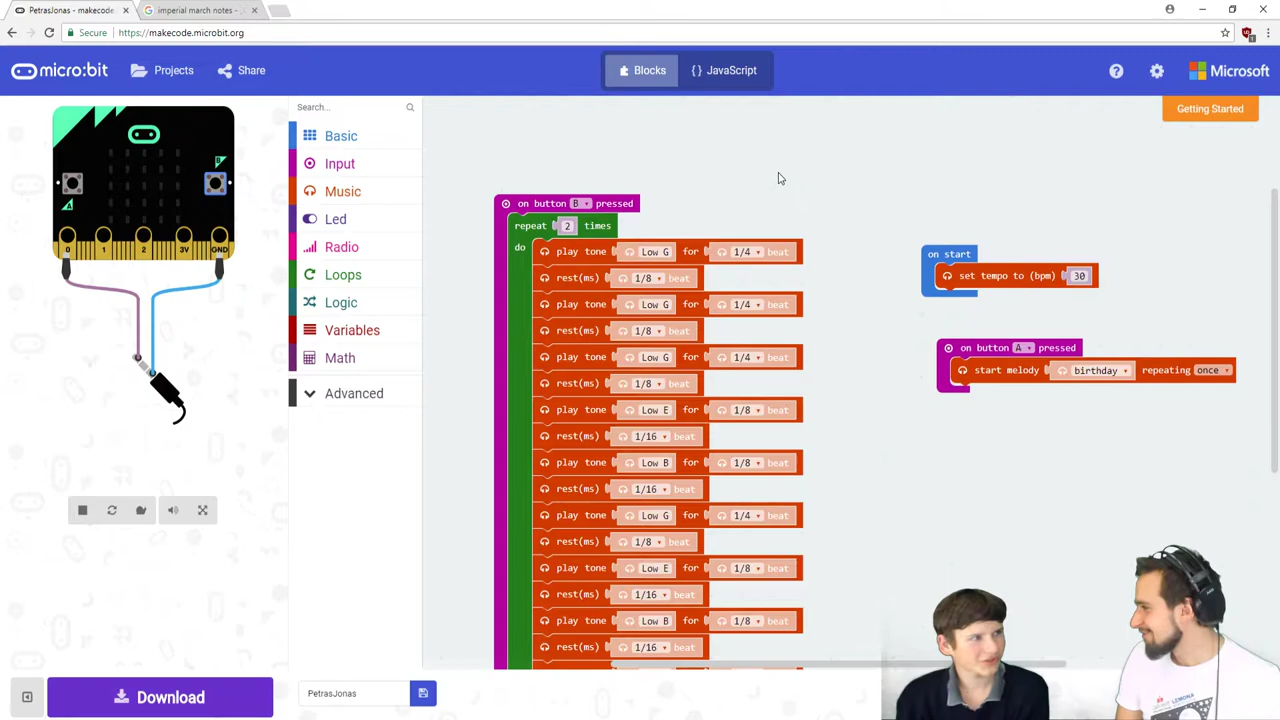 PetrasJonas - makecode
imperial march notes -
Secure
https://makecode.microbit.org
micro:bit
Projects
Share
Blocks
{ } JavaScript
Microsoft
Getting Started
Search...
Basic
Input
Music
Led
Radio
Loops
Logic
Variables
Math
Advanced
A
B
0 1 2 3V GND
on button B pressed
repeat 2 times
do play tone Low G for 1/4 beat
rest(ms) 1/8 beat
play tone Low G for 1/4 beat
rest(ms) 1/8 beat
play tone Low G for 1/4 beat
rest(ms) 1/8 beat
play tone Low E for 1/8 beat
rest(ms) 1/16 beat
play tone Low B for 1/8 beat
rest(ms) 1/16 beat
play tone Low G for 1/4 beat
rest(ms) 1/8 beat
play tone Low E for 1/8 beat
rest(ms) 1/16 beat
play tone Low B for 1/8 beat
rest(ms) 1/16 beat
on start
set tempo to (bpm) 30
on button A pressed
start melody birthday repeating once
Download
PetrasJonas
LEMONA